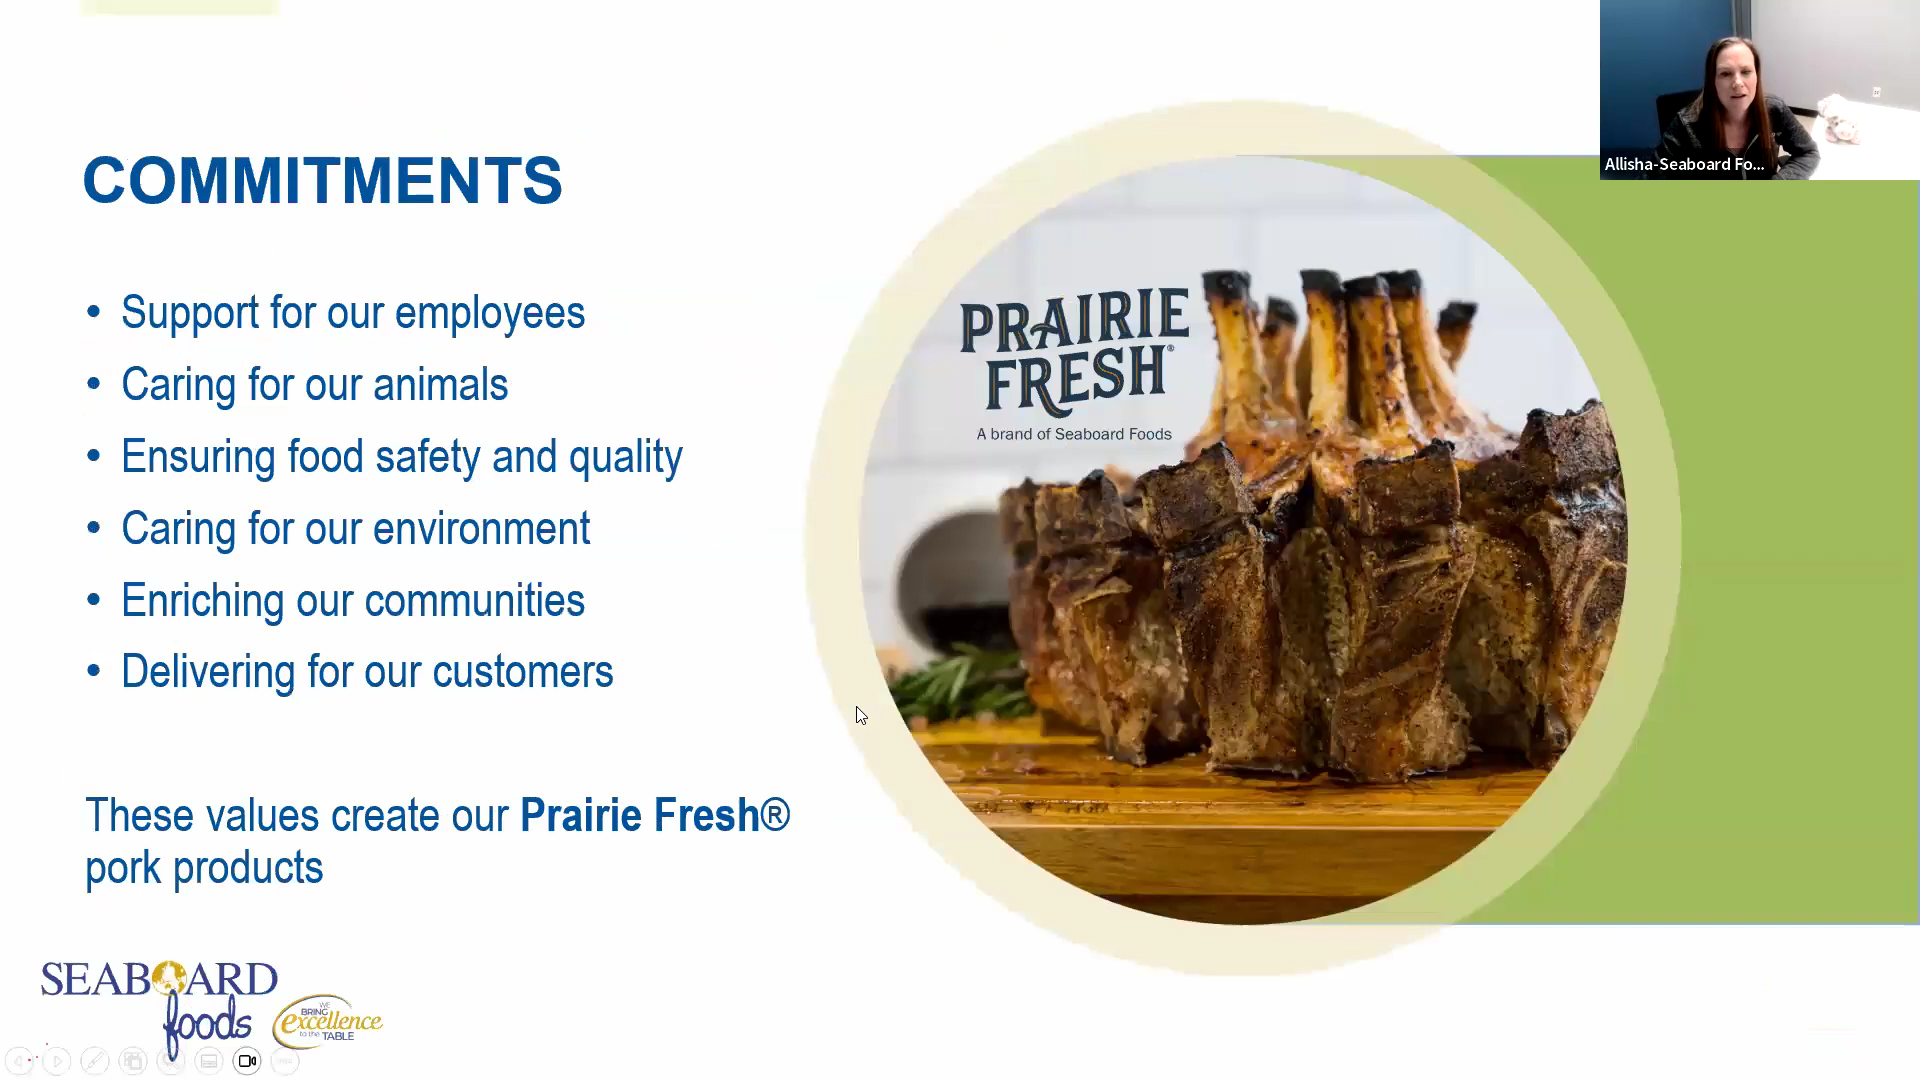 Allisha-Seaboard Fo...
COMMITMENTS
• Support for our employees
• Caring for our animals
• Ensuring food safety and quality
• Caring for our environment
• Enriching our communities
• Delivering for our customers
These values create our Prairie Fresh®
pork products
PRAIRIE
FRESH®
A brand of Seaboard Foods
SEABOARD
foods
WE
BRING
excellence
to the TABLE